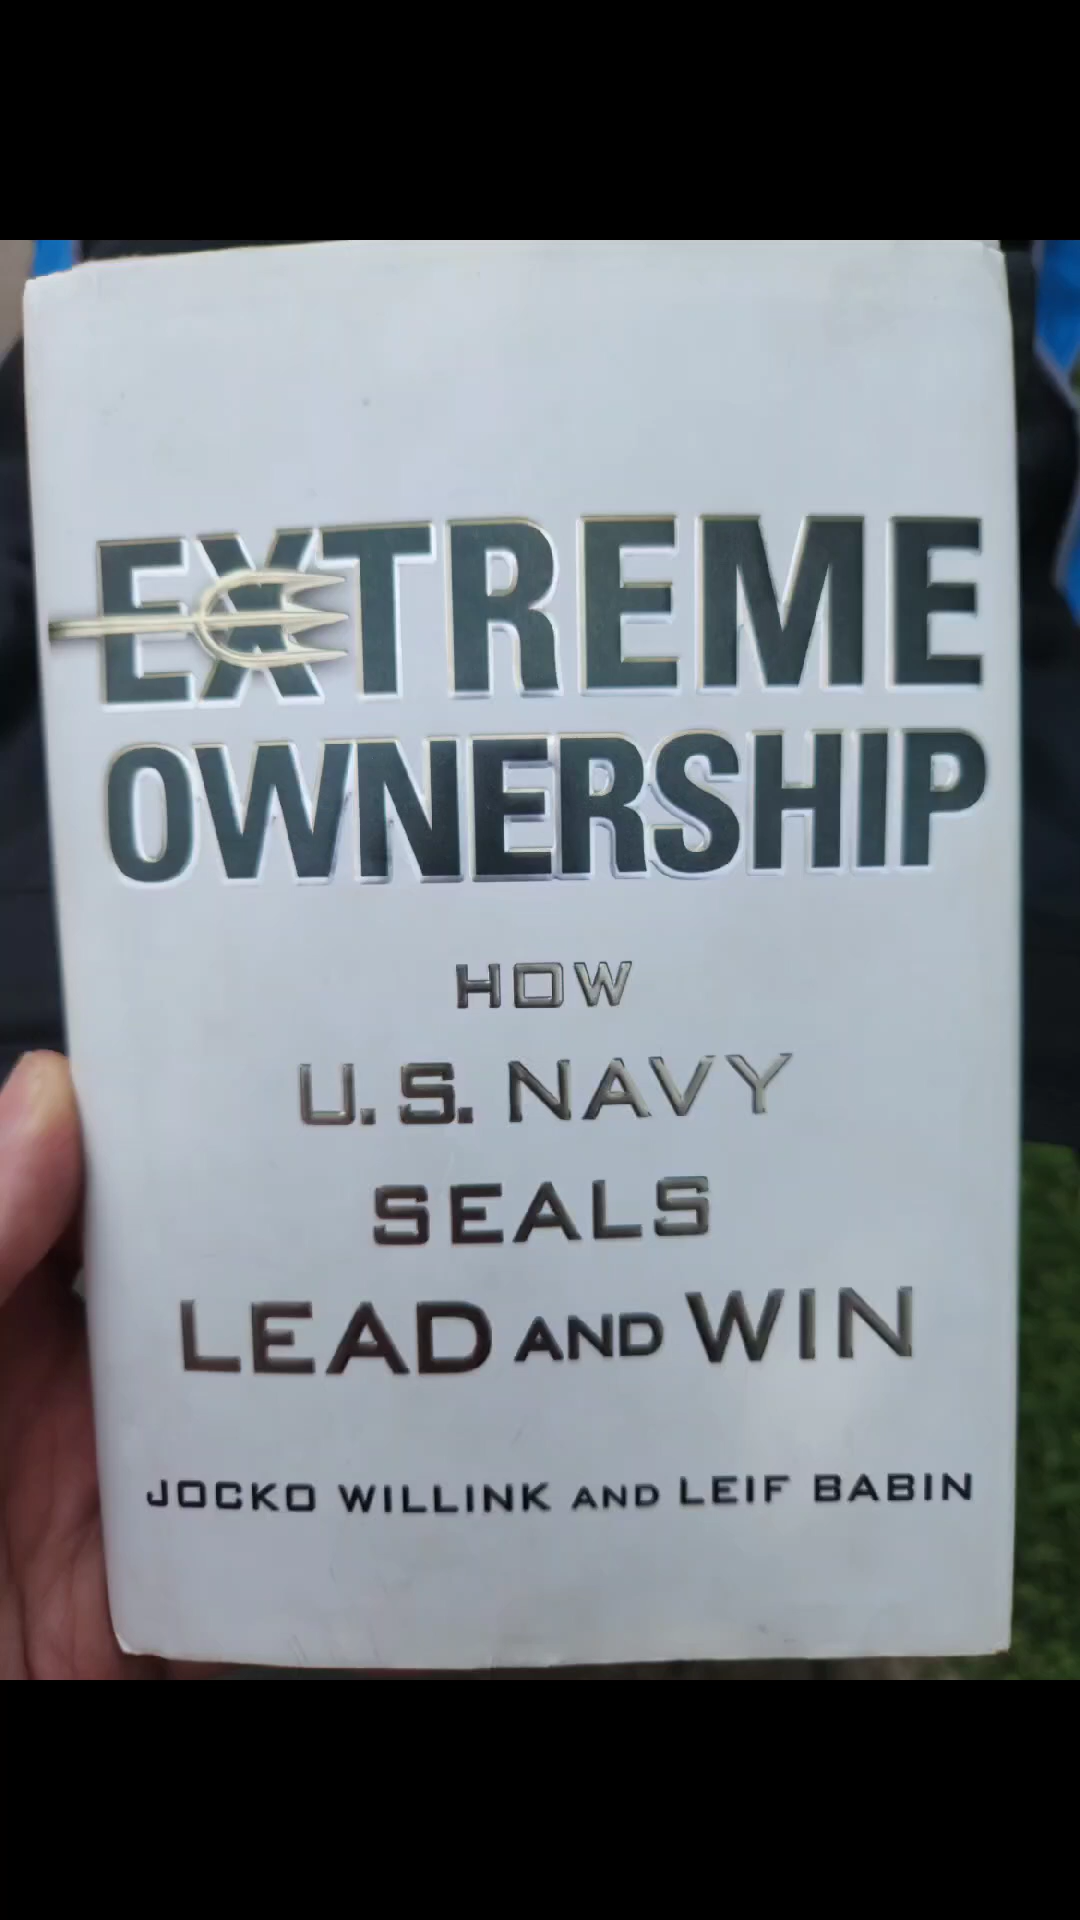 EXTREME
OWNERSHIP
HOW
U.S. NAVY
SEALS
LEAD AND WIN
JOCKO WILLINK AND LEIF BABIN